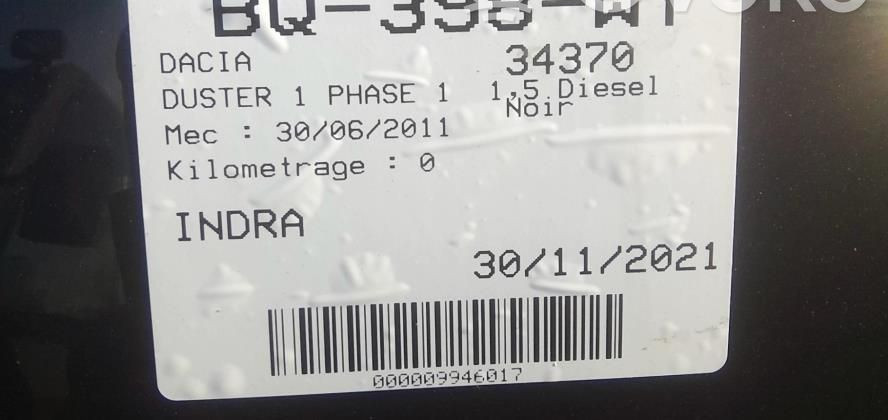 DACIA 34370
DUSTER 1 PHASE 1 1,5 Diesel
Noir
Mec : 30/06/2011
Kilometrage : 0
INDRA
30/11/2021
000009946017